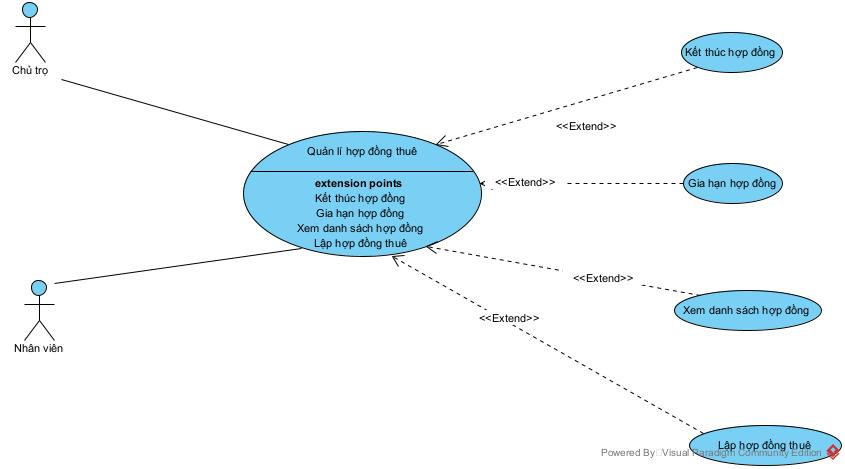 Chủ trọ
Kết thúc hợp đồng
<<Extend>>
Quản lí hợp đồng thuê
extension points
Kết thúc hợp đồng
Gia hạn hợp đồng
Xem danh sách hợp đồng
Lập hợp đồng thuê
<<Extend>>
Gia hạn hợp đồng
<<Extend>>
Xem danh sách hợp đồng
<<Extend>>
Nhân viên
Lập hợp đồng thuê
Powered By Visual Paradigm Community Edition